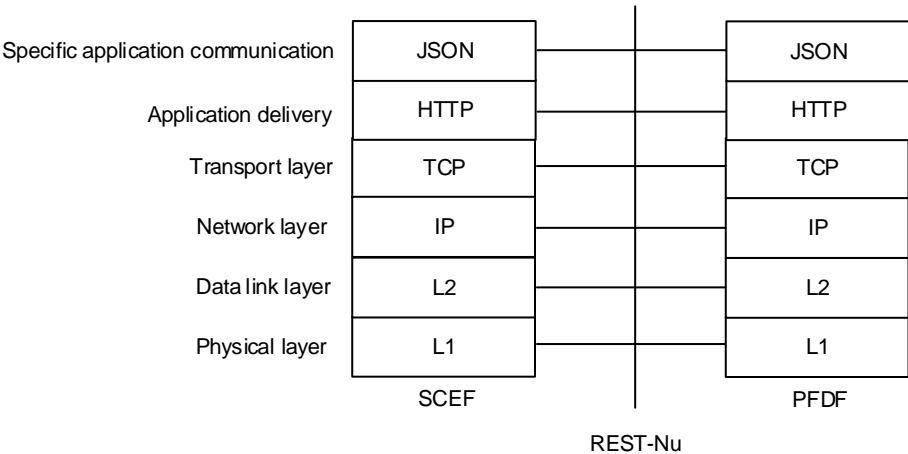 Specific application communication JSON JSON
Application delivery HTTP HTTP
Transport layer TCP TCP
Network layer IP IP
Data link layer L2 L2
Physical layer L1 L1
SCEF PFDF
REST-Nu